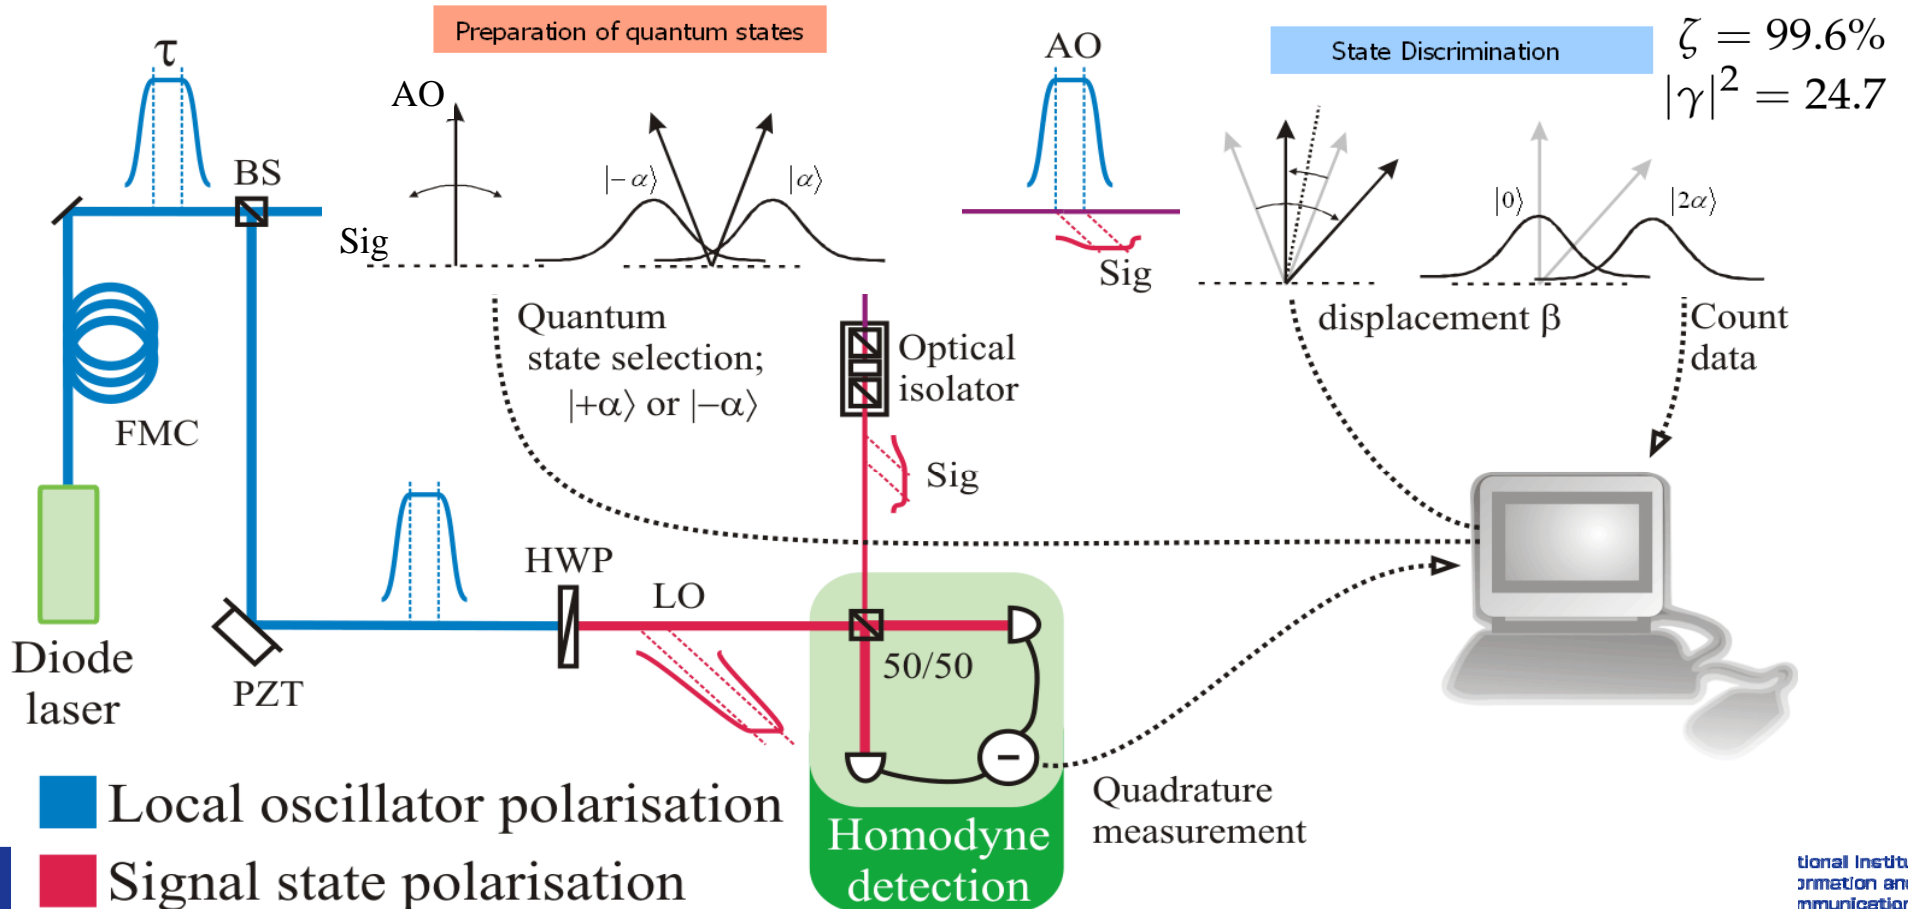 Preparation of quantum states
State Discrimination
ζ = 99.6%
|γ|² = 24.7
τ
AO
AO
BS
|−α⟩
|α⟩
|0⟩
|2α⟩
Sig
Sig
Quantum
state selection;
|+α⟩ or |−α⟩
Optical
isolator
displacement β
Count
data
FMC
Sig
HWP
LO
50/50
Diode
laser
PZT
−
Quadrature
measurement
Local oscillator polarisation
Signal state polarisation
Homodyne
detection